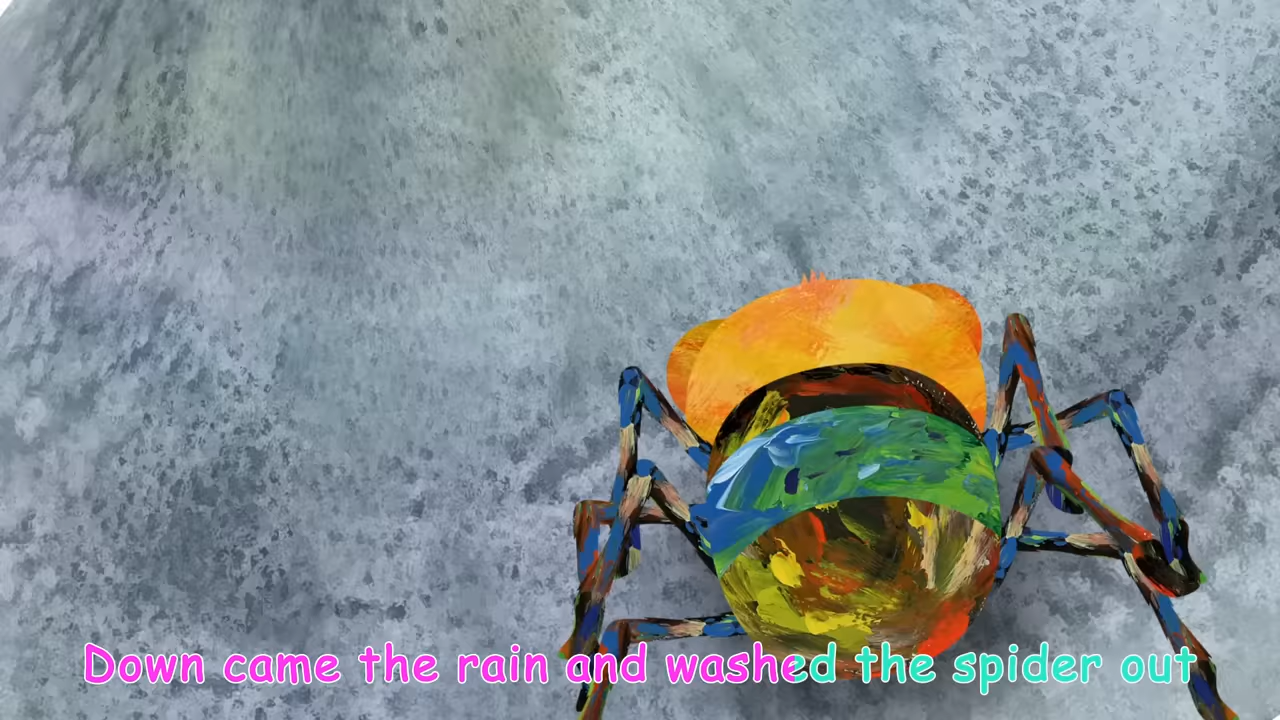 Down came the rain and washed the spider out